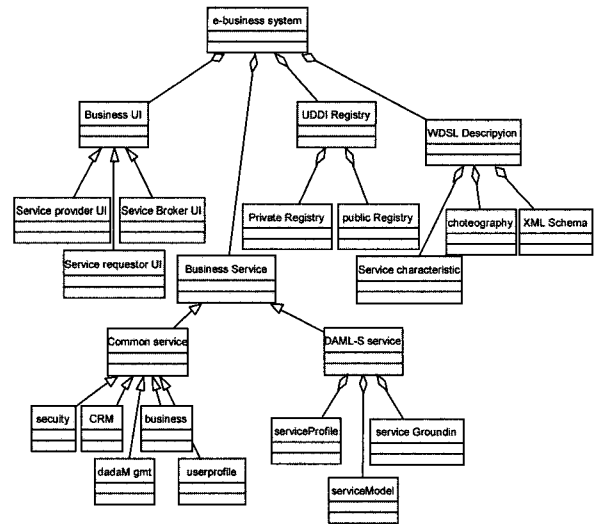 e-business system
Business UI
UDDI Registry
WDSL Descripyion
Seivice provider UI
Sevice Broker UI
Private Registry
public Registry
choteography
XML Schema
Service requestor UI
Business Service
Service characteristic
Common service
DAML-S service
secuity
CRM
business
serviceProfile
service Groundin
dadaM gmt
userprofile
serviceModel